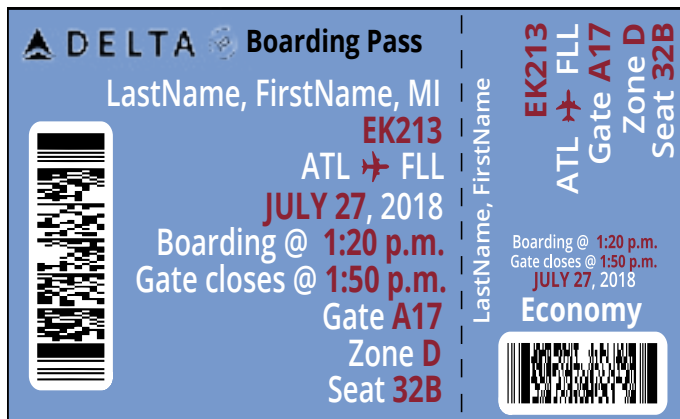 DELTA Boarding Pass
LastName, FirstName, MI
EK213
ATL FLL
JULY 27, 2018
Boarding @ 1:20 p.m.
Gate closes @ 1:50 p.m.
Gate A17
Zone D
Seat 32B
LastName, FirstName
EK213
ATL FLL
Gate A17
Zone D
Seat 32B
Boarding @ 1:20 p.m.
Gate closes @ 1:50 p.m.
JULY 27, 2018
Economy